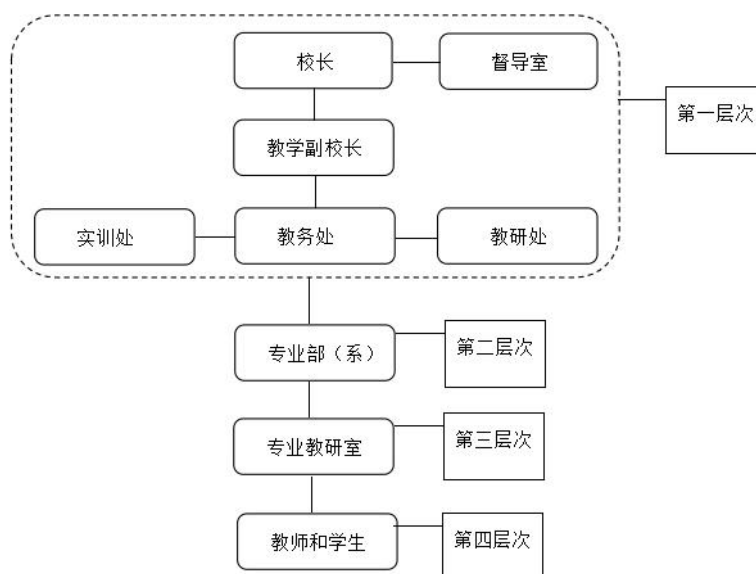 校长
督导室
第一层次
教学副校长
实训处
教务处
教研处
专业部（系）
第二层次
专业教研室
第三层次
教师和学生
第四层次